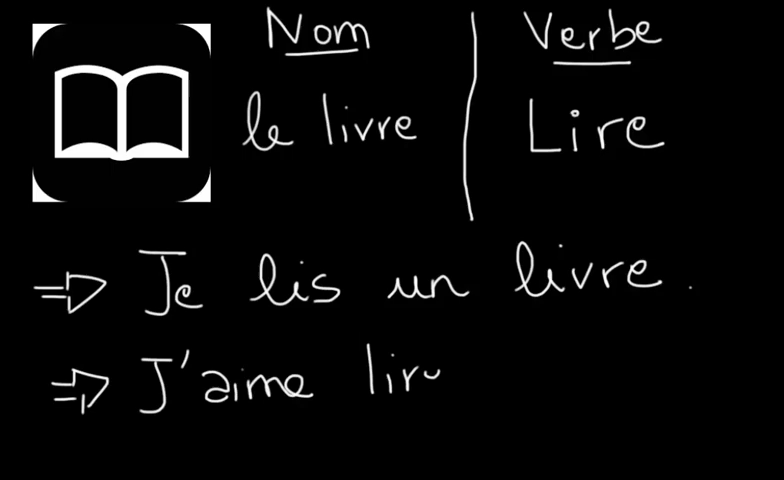 Nom Verbe
le livre Lire
Je lis un livre.
J'aime lir